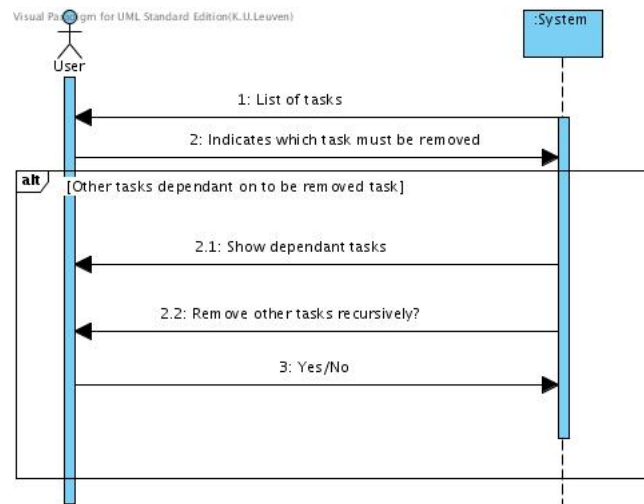 Visual Paradigm for UML Standard Edition(K.U.Leuven)
:System
User
1: List of tasks
2: Indicates which task must be removed
alt
[Other tasks dependant on to be removed task]
2.1: Show dependant tasks
2.2: Remove other tasks recursively?
3: Yes/No